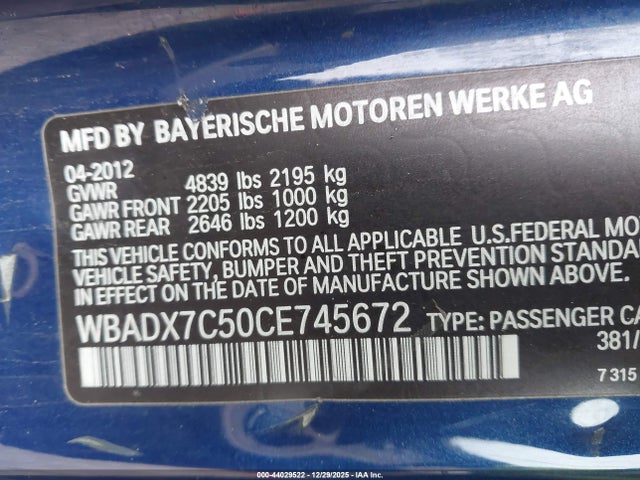 MFD BY BAYERISCHE MOTOREN WERKE AG
04-2012
GVWR 4839 lbs 2195 kg
GAWR FRONT 2205 lbs 1000 kg
GAWR REAR 2646 lbs 1200 kg
THIS VEHICLE CONFORMS TO ALL APPLICABLE U.S.FEDERAL MO
VEHICLE SAFETY, BUMPER AND THEFT PREVENTION STANDA
IN EFFECT ON THE DATE OF MANUFACTURE SHOWN ABOVE.
WBADX7C50CE745672 TYPE: PASSENGER CA
381/
7 315
000-44029522 - 12/29/2025 - IAA Inc.